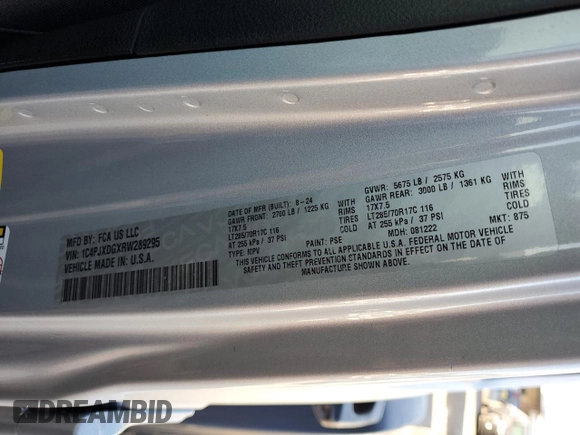 MFD BY: FCA US LLC
VIN: 1C4PJXDGXRW289295
VEHICLE MADE IN: U.S.A.
DATE OF MFR (BUILT): 8-24
GAWR FRONT: 2700 LB / 1225 KG WITH
17X7.5 RIMS
LT285/70R17C 116 TIRES
AT 255 kPa / 37 PSI COLD
TYPE: MPV PAINT: PSE
GVWR: 5675 LB / 2575 KG
GAWR REAR: 3000 LB / 1361 KG WITH
17X7.5 RIMS
LT285/70R17C 116 TIRES
AT 255 kPa / 37 PSI COLD
MDH: 081222 MKT: 875
THIS VEHICLE CONFORMS TO ALL APPLICABLE U.S.A. FEDERAL MOTOR VEHICLE
SAFETY AND THEFT PREVENTION STANDARDS IN EFFECT ON THE DATE OF
MANUFACTURE SHOWN ABOVE.
DREAMBID